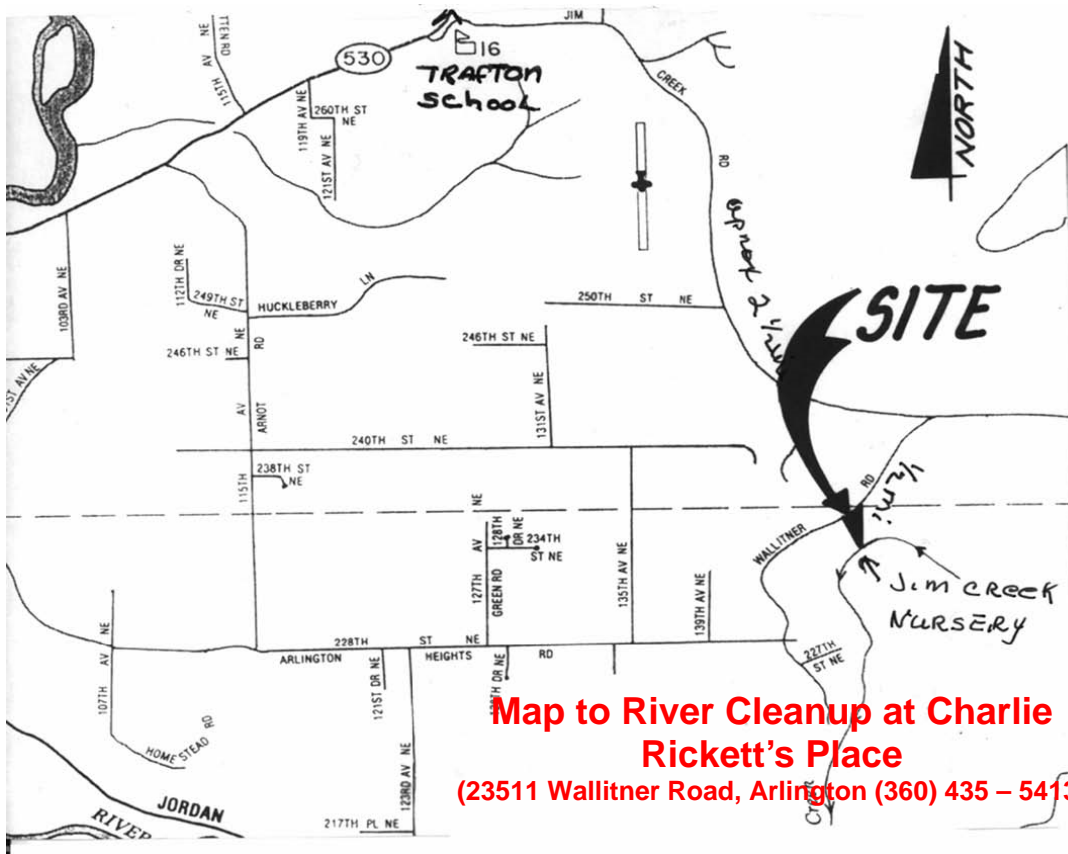 JIM
530
16
TRAFTON
SCHOOL
115TH AV NE
TTEN RD
119TH AV NE
260TH ST
NE
121ST AV NE
CREEK
RD
NORTH
112TH DR NE
249TH ST
NE
HUCKLEBERRY
LN
103RD AV NE
250TH ST NE
SITE
246TH ST NE
246TH ST NE
131ST AV NE
115TH AV NE
ARNOT RD
240TH ST NE
238TH ST
NE
RD
1/2 mi
127TH AV NE
GREEN RD
128TH
DR NE
234TH
ST NE
135TH AV NE
139TH AV NE
WALLITNER
JIM CREEK
NURSERY
107TH AV NE
228TH ST NE
ARLINGTON HEIGHTS RD
227TH
ST NE
121ST DR NE
123RD AV NE
HOMESTEAD RD
JORDAN
RIVER
217TH PL NE
Creek
Map to River Cleanup at Charlie
Rickett’s Place
(23511 Wallitner Road, Arlington (360) 435 – 5413